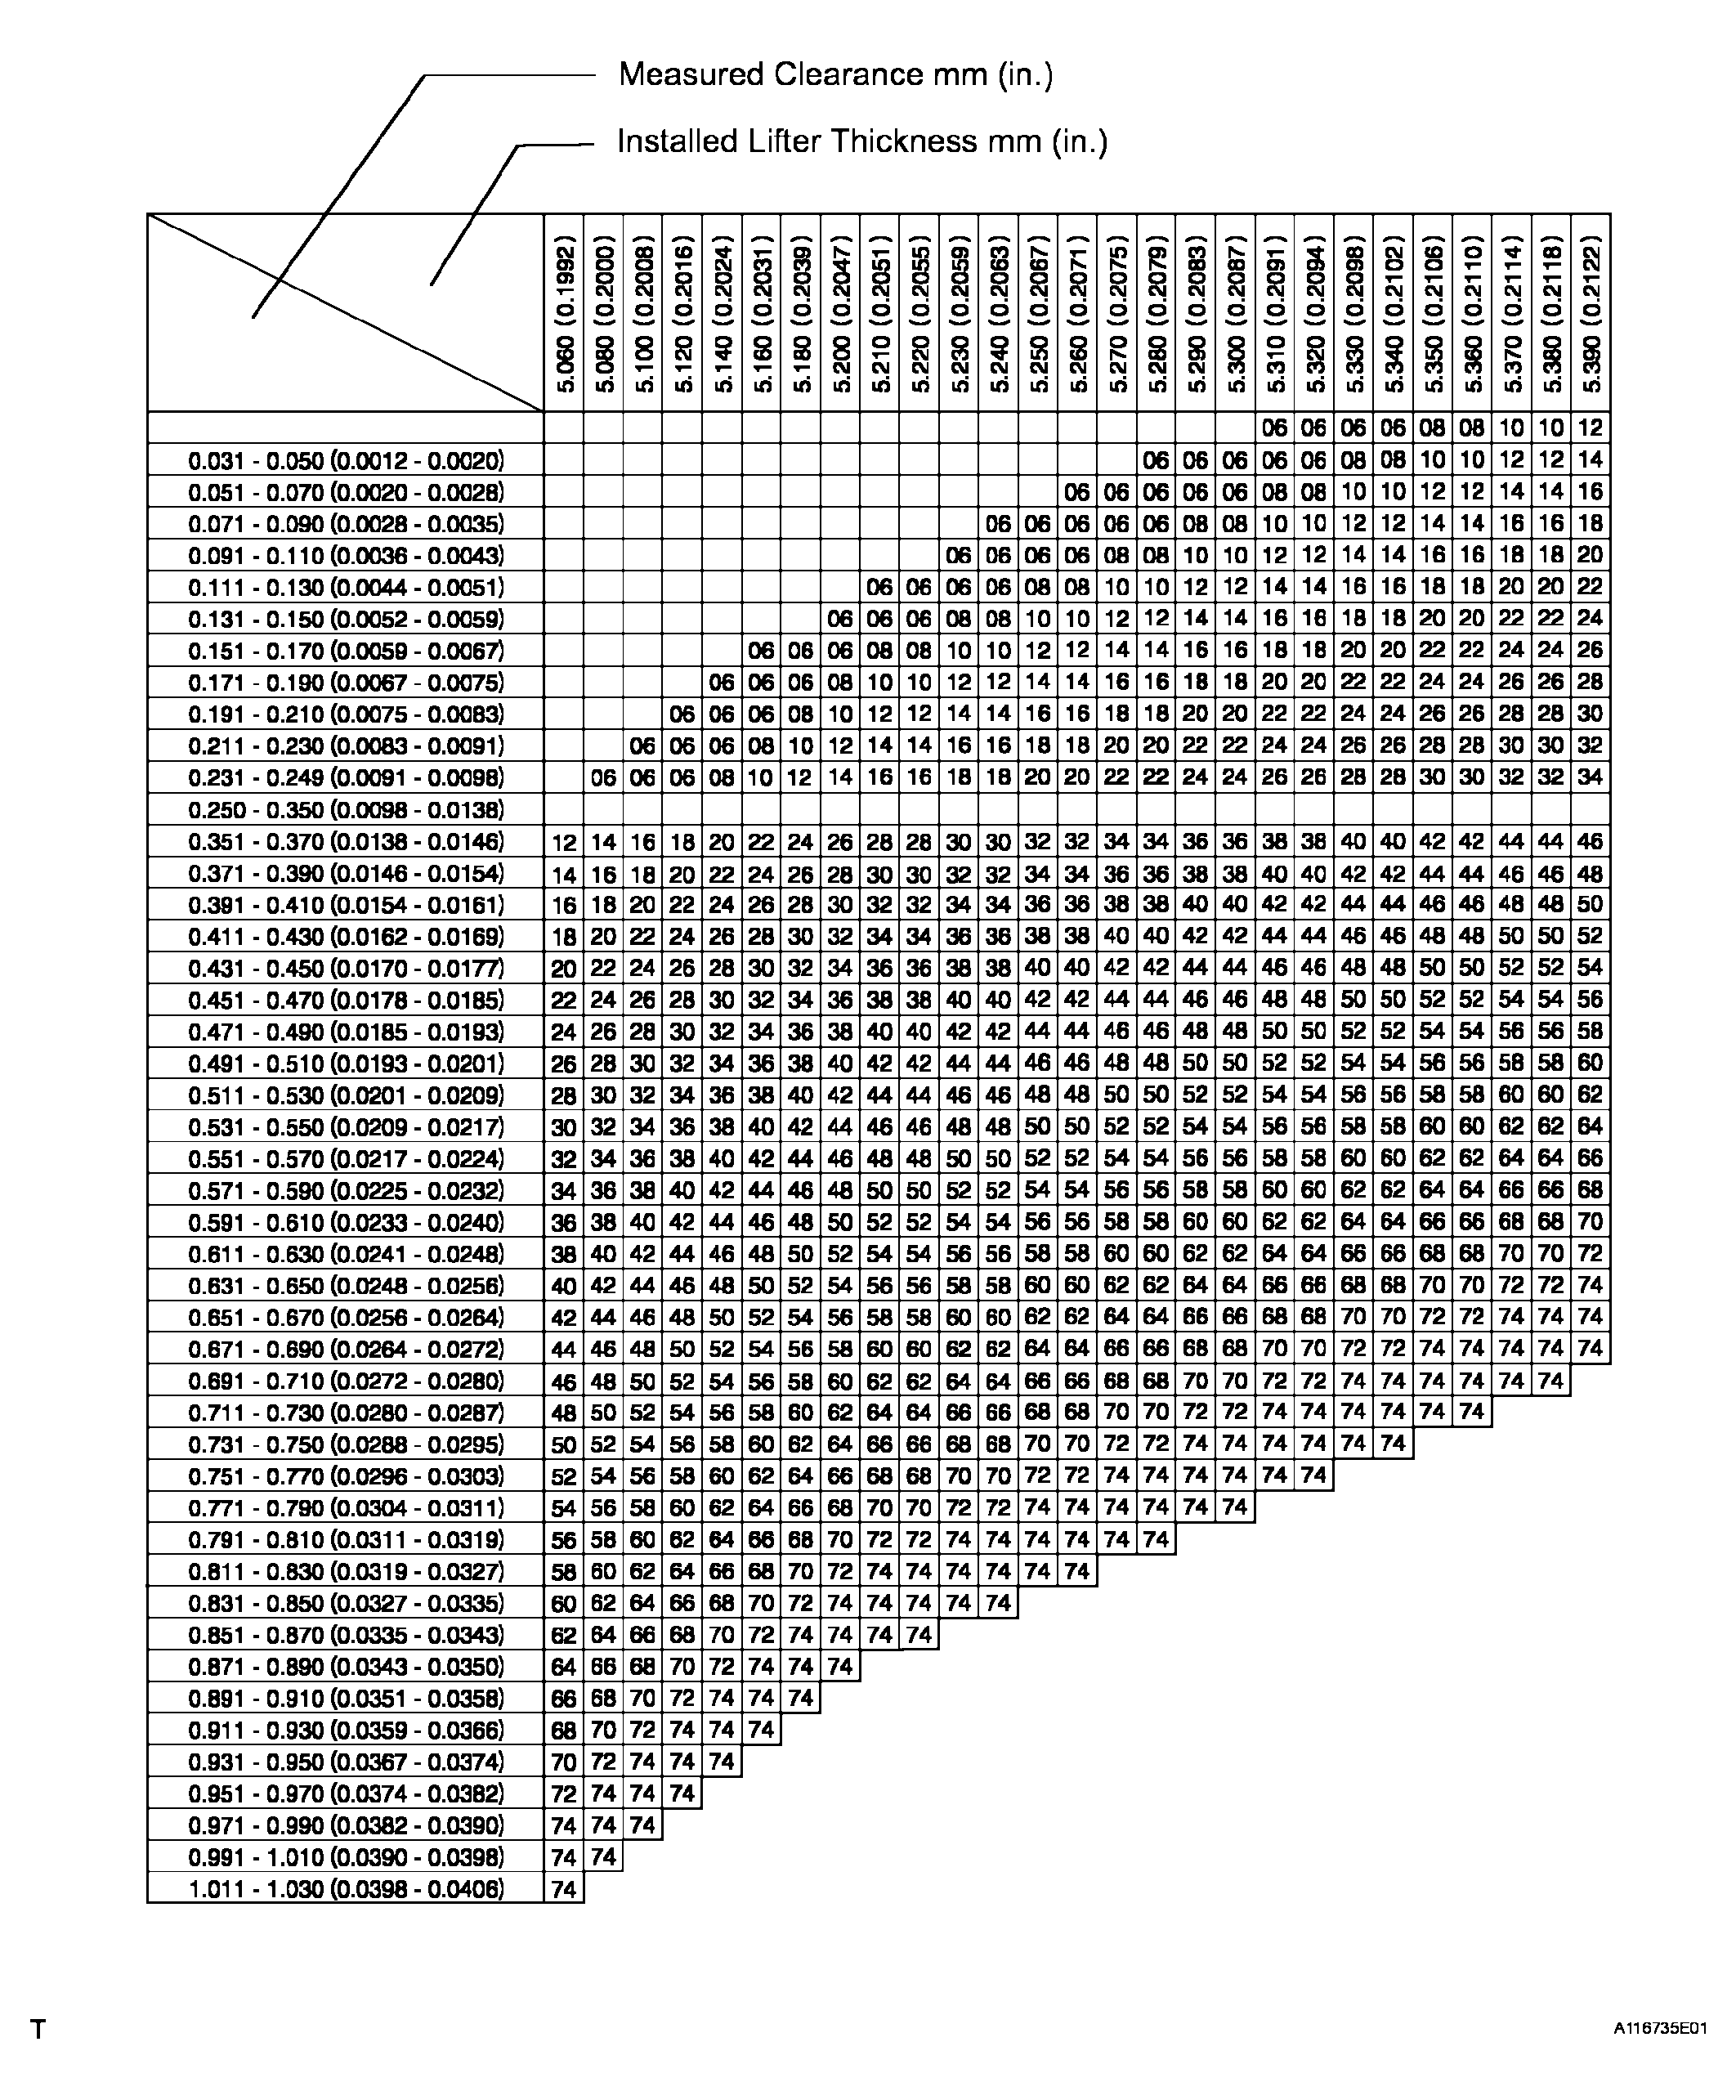 Measured Clearance mm (in.)
Installed Lifter Thickness mm (in.)
5.060 (0.1992) 5.080 (0.2000) 5.100 (0.2008) 5.120 (0.2016) 5.140 (0.2024) 5.160 (0.2031) 5.180 (0.2039) 5.200 (0.2047) 5.210 (0.2051) 5.220 (0.2055) 5.230 (0.2059) 5.240 (0.2063) 5.250 (0.2067) 5.260 (0.2071) 5.270 (0.2075) 5.280 (0.2079) 5.290 (0.2083) 5.300 (0.2087) 5.310 (0.2091) 5.320 (0.2094) 5.330 (0.2098) 5.340 (0.2102) 5.350 (0.2106) 5.360 (0.2110) 5.370 (0.2114) 5.380 (0.2118) 5.390 (0.2122)
06 06 06 06 08 08 10 10 12
0.031 - 0.050 (0.0012 - 0.0020) 06 06 06 06 06 08 08 10 10 12 12 14
0.051 - 0.070 (0.0020 - 0.0028) 06 06 06 06 06 08 08 10 10 12 12 14 14 16
0.071 - 0.090 (0.0028 - 0.0035) 06 06 06 06 06 08 08 10 10 12 12 14 14 16 16 18
0.091 - 0.110 (0.0036 - 0.0043) 06 06 06 06 08 08 10 10 12 12 14 14 16 16 18 18 20
0.111 - 0.130 (0.0044 - 0.0051) 06 06 06 06 08 08 10 10 12 12 14 14 16 16 18 18 20 20 22
0.131 - 0.150 (0.0052 - 0.0059) 06 06 06 08 08 10 10 12 12 14 14 16 16 18 18 20 20 22 22 24
0.151 - 0.170 (0.0059 - 0.0067) 06 06 06 08 08 10 10 12 12 14 14 16 16 18 18 20 20 22 22 24 24 26
0.171 - 0.190 (0.0067 - 0.0075) 06 06 06 08 10 10 12 12 14 14 16 16 18 18 20 20 22 22 24 24 26 26 28
0.191 - 0.210 (0.0075 - 0.0083) 06 06 06 08 10 12 12 14 14 16 16 18 18 20 20 22 22 24 24 26 26 28 28 30
0.211 - 0.230 (0.0083 - 0.0091) 06 06 06 08 10 12 14 14 16 16 18 18 20 20 22 22 24 24 26 26 28 28 30 30 32
0.231 - 0.249 (0.0091 - 0.0098) 06 06 06 08 10 12 14 16 16 18 18 20 20 22 22 24 24 26 26 28 28 30 30 32 32 34
0.250 - 0.350 (0.0098 - 0.0138)
0.351 - 0.370 (0.0138 - 0.0146) 12 14 16 18 20 22 24 26 28 28 30 30 32 32 34 34 36 36 38 38 40 40 42 42 44 44 46
0.371 - 0.390 (0.0146 - 0.0154) 14 16 18 20 22 24 26 28 30 30 32 32 34 34 36 36 38 38 40 40 42 42 44 44 46 46 48
0.391 - 0.410 (0.0154 - 0.0161) 16 18 20 22 24 26 28 30 32 32 34 34 36 36 38 38 40 40 42 42 44 44 46 46 48 48 50
0.411 - 0.430 (0.0162 - 0.0169) 18 20 22 24 26 28 30 32 34 34 36 36 38 38 40 40 42 42 44 44 46 46 48 48 50 50 52
0.431 - 0.450 (0.0170 - 0.0177) 20 22 24 26 28 30 32 34 36 36 38 38 40 40 42 42 44 44 46 46 48 48 50 50 52 52 54
0.451 - 0.470 (0.0178 - 0.0185) 22 24 26 28 30 32 34 36 38 38 40 40 42 42 44 44 46 46 48 48 50 50 52 52 54 54 56
0.471 - 0.490 (0.0185 - 0.0193) 24 26 28 30 32 34 36 38 40 40 42 42 44 44 46 46 48 48 50 50 52 52 54 54 56 56 58
0.491 - 0.510 (0.0193 - 0.0201) 26 28 30 32 34 36 38 40 42 42 44 44 46 46 48 48 50 50 52 52 54 54 56 56 58 58 60
0.511 - 0.530 (0.0201 - 0.0209) 28 30 32 34 36 38 40 42 44 44 46 46 48 48 50 50 52 52 54 54 56 56 58 58 60 60 62
0.531 - 0.550 (0.0209 - 0.0217) 30 32 34 36 38 40 42 44 46 46 48 48 50 50 52 52 54 54 56 56 58 58 60 60 62 62 64
0.551 - 0.570 (0.0217 - 0.0224) 32 34 36 38 40 42 44 46 48 48 50 50 52 52 54 54 56 56 58 58 60 60 62 62 64 64 66
0.571 - 0.590 (0.0225 - 0.0232) 34 36 38 40 42 44 46 48 50 50 52 52 54 54 56 56 58 58 60 60 62 62 64 64 66 66 68
0.591 - 0.610 (0.0233 - 0.0240) 36 38 40 42 44 46 48 50 52 52 54 54 56 56 58 58 60 60 62 62 64 64 66 66 68 68 70
0.611 - 0.630 (0.0241 - 0.0248) 38 40 42 44 46 48 50 52 54 54 56 56 58 58 60 60 62 62 64 64 66 66 68 68 70 70 72
0.631 - 0.650 (0.0248 - 0.0256) 40 42 44 46 48 50 52 54 56 56 58 58 60 60 62 62 64 64 66 66 68 68 70 70 72 72 74
0.651 - 0.670 (0.0256 - 0.0264) 42 44 46 48 50 52 54 56 58 58 60 60 62 62 64 64 66 66 68 68 70 70 72 72 74 74 74
0.671 - 0.690 (0.0264 - 0.0272) 44 46 48 50 52 54 56 58 60 60 62 62 64 64 66 66 68 68 70 70 72 72 74 74 74 74 74
0.691 - 0.710 (0.0272 - 0.0280) 46 48 50 52 54 56 58 60 62 62 64 64 66 66 68 68 70 70 72 72 74 74 74 74 74 74
0.711 - 0.730 (0.0280 - 0.0287) 48 50 52 54 56 58 60 62 64 64 66 66 68 68 70 70 72 72 74 74 74 74 74 74
0.731 - 0.750 (0.0288 - 0.0295) 50 52 54 56 58 60 62 64 66 66 68 68 70 70 72 72 74 74 74 74 74 74
0.751 - 0.770 (0.0296 - 0.0303) 52 54 56 58 60 62 64 66 68 68 70 70 72 72 74 74 74 74 74 74
0.771 - 0.790 (0.0304 - 0.0311) 54 56 58 60 62 64 66 68 70 70 72 72 74 74 74 74 74 74
0.791 - 0.810 (0.0311 - 0.0319) 56 58 60 62 64 66 68 70 72 72 74 74 74 74 74 74
0.811 - 0.830 (0.0319 - 0.0327) 58 60 62 64 66 68 70 72 74 74 74 74 74 74
0.831 - 0.850 (0.0327 - 0.0335) 60 62 64 66 68 70 72 74 74 74 74 74
0.851 - 0.870 (0.0335 - 0.0343) 62 64 66 68 70 72 74 74 74 74
0.871 - 0.890 (0.0343 - 0.0350) 64 66 68 70 72 74 74 74
0.891 - 0.910 (0.0351 - 0.0358) 66 68 70 72 74 74 74
0.911 - 0.930 (0.0359 - 0.0366) 68 70 72 74 74 74
0.931 - 0.950 (0.0367 - 0.0374) 70 72 74 74 74
0.951 - 0.970 (0.0374 - 0.0382) 72 74 74 74
0.971 - 0.990 (0.0382 - 0.0390) 74 74 74
0.991 - 1.010 (0.0390 - 0.0398) 74 74
1.011 - 1.030 (0.0398 - 0.0406) 74
T
A116735E01